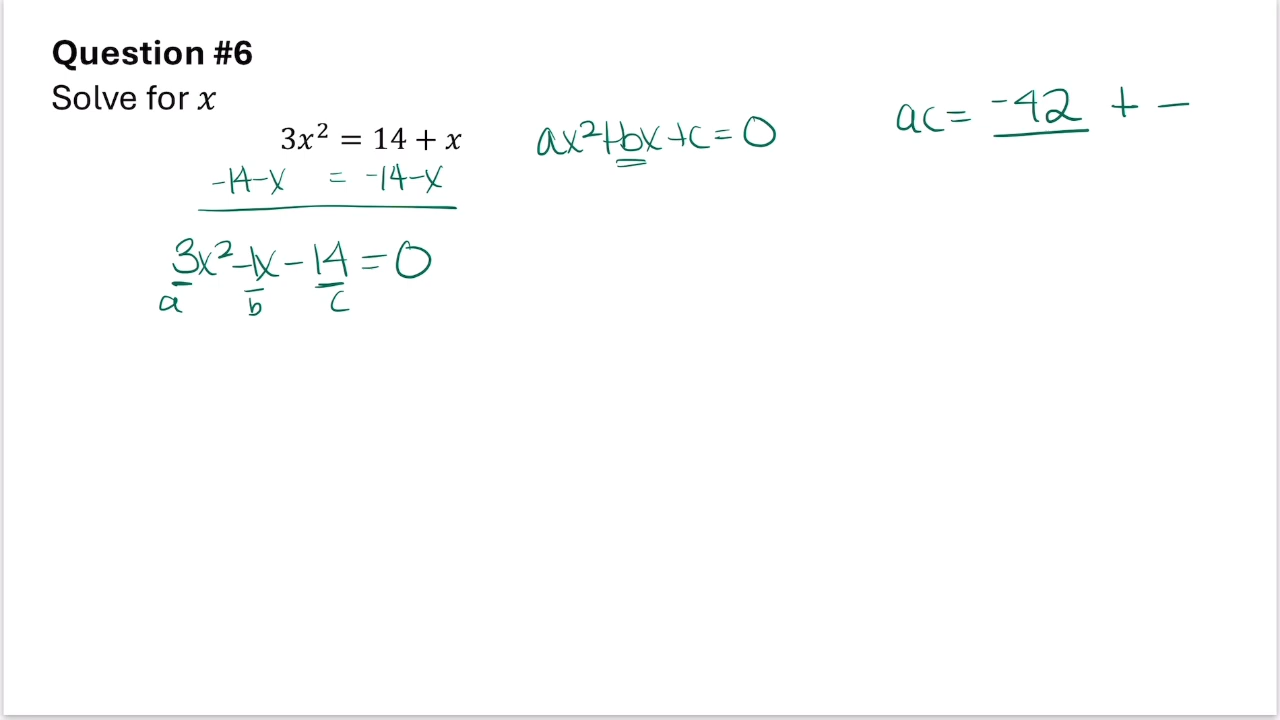 Question #6
Solve for x
3x² = 14 + x
-14-x = -14-x
3x²-1x-14=0
a b c
ax²+bx+c=0
ac= -42 + -